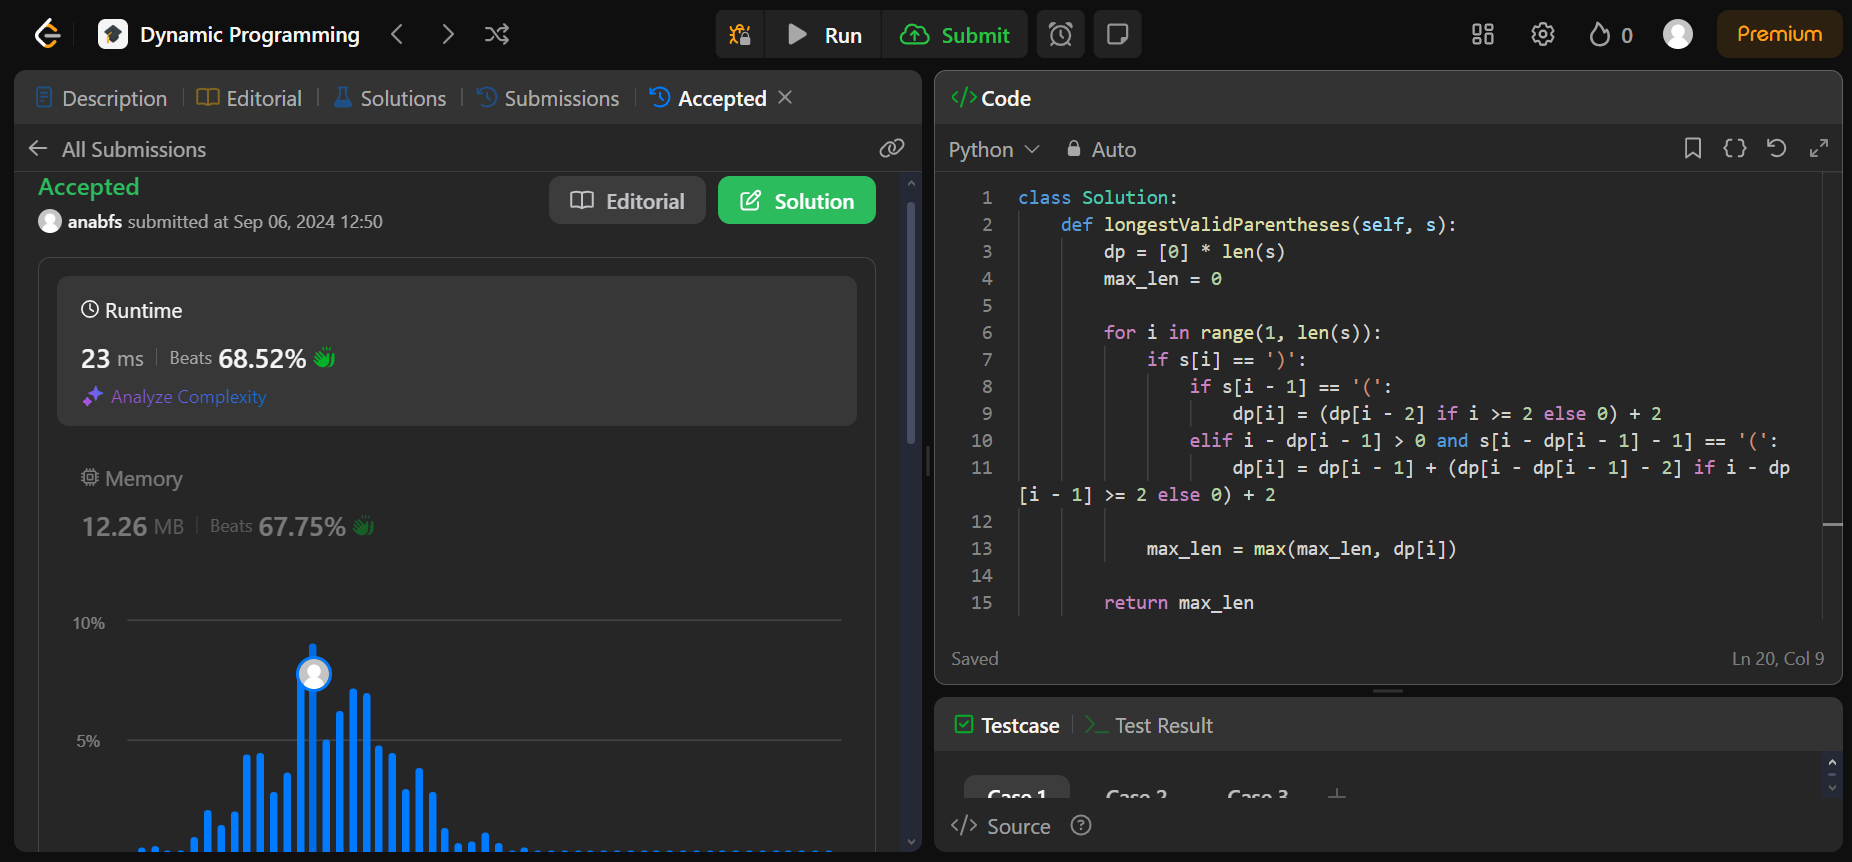 Dynamic Programming
Run
Submit
0
Premium
Description
Editorial
Solutions
Submissions
Accepted
All Submissions
Accepted
anabfs submitted at Sep 06, 2024 12:50
Editorial
Solution
Runtime
23 ms
Beats 68.52%
Analyze Complexity
Memory
12.26 MB
Beats 67.75%
10%
5%
</> Code
Python
Auto
1 class Solution:
2 def longestValidParentheses(self, s):
3 dp = [0] * len(s)
4 max_len = 0
5
6 for i in range(1, len(s)):
7 if s[i] == ')':
8 if s[i - 1] == '(':
9 dp[i] = (dp[i - 2] if i >= 2 else 0) + 2
10 elif i - dp[i - 1] > 0 and s[i - dp[i - 1] - 1] == '(':
11 dp[i] = dp[i - 1] + (dp[i - dp[i - 1] - 2] if i - dp
[i - 1] >= 2 else 0) + 2
12
13 max_len = max(max_len, dp[i])
14
15 return max_len
Saved
Ln 20, Col 9
Testcase
Test Result
Case 1
Case 2
Case 3
</> Source